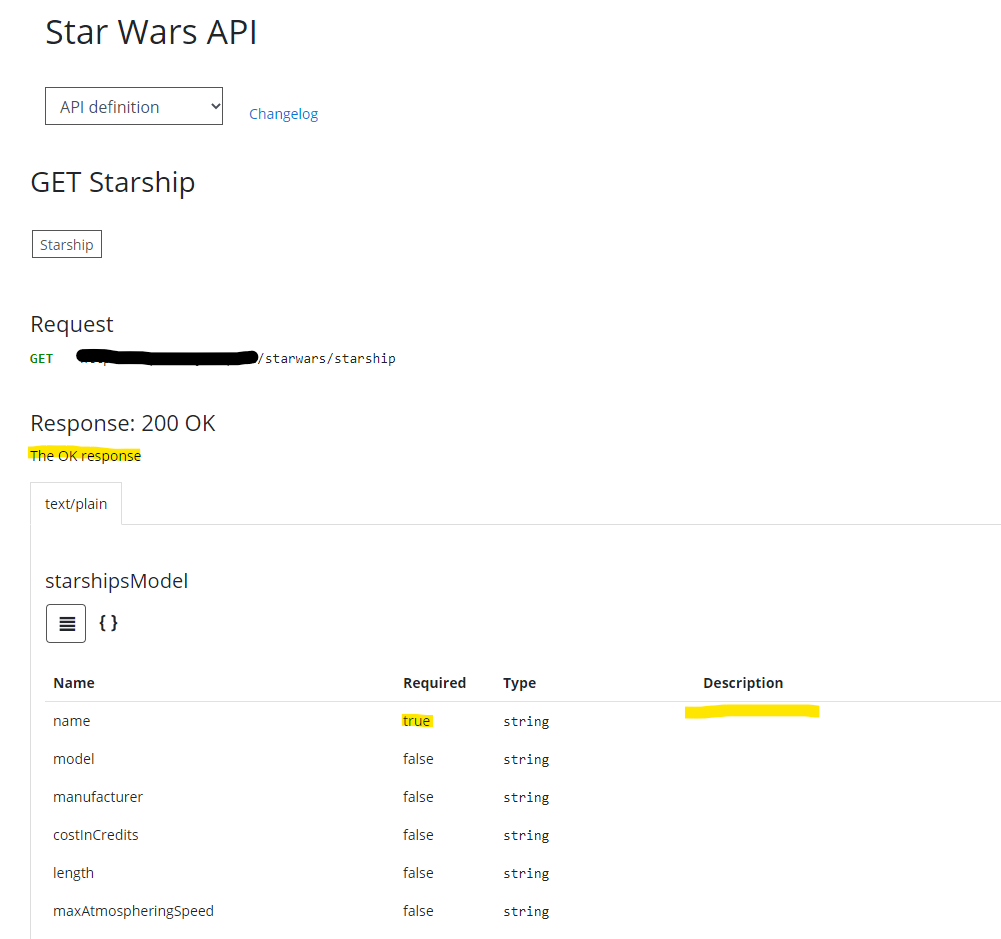 Star Wars API
API definition
Changelog
GET Starship
Starship
Request
GET /starwars/starship
Response: 200 OK
The OK response
text/plain
starshipsModel
{ }
Name Required Type Description
name true string
model false string
manufacturer false string
costInCredits false string
length false string
maxAtmospheringSpeed false string